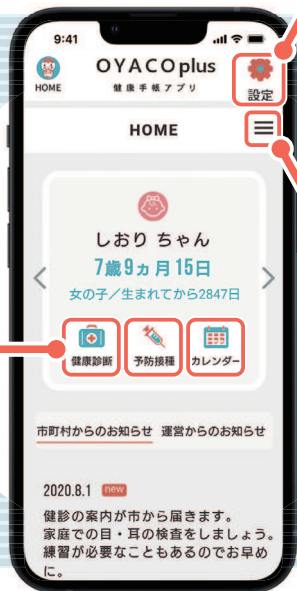 9:41
HOME
OYACOplus
健康手帳アプリ
設定
HOME
しおり ちゃん
7歳9ヵ月15日
女の子/生まれてから2847日
健康診断
予防接種
カレンダー
市町村からのお知らせ 運営からのお知らせ
2020.8.1 new
健診の案内が市から届きます。
家庭での目・耳の検査をしましょう。
練習が必要なこともあるのでお早め
に。